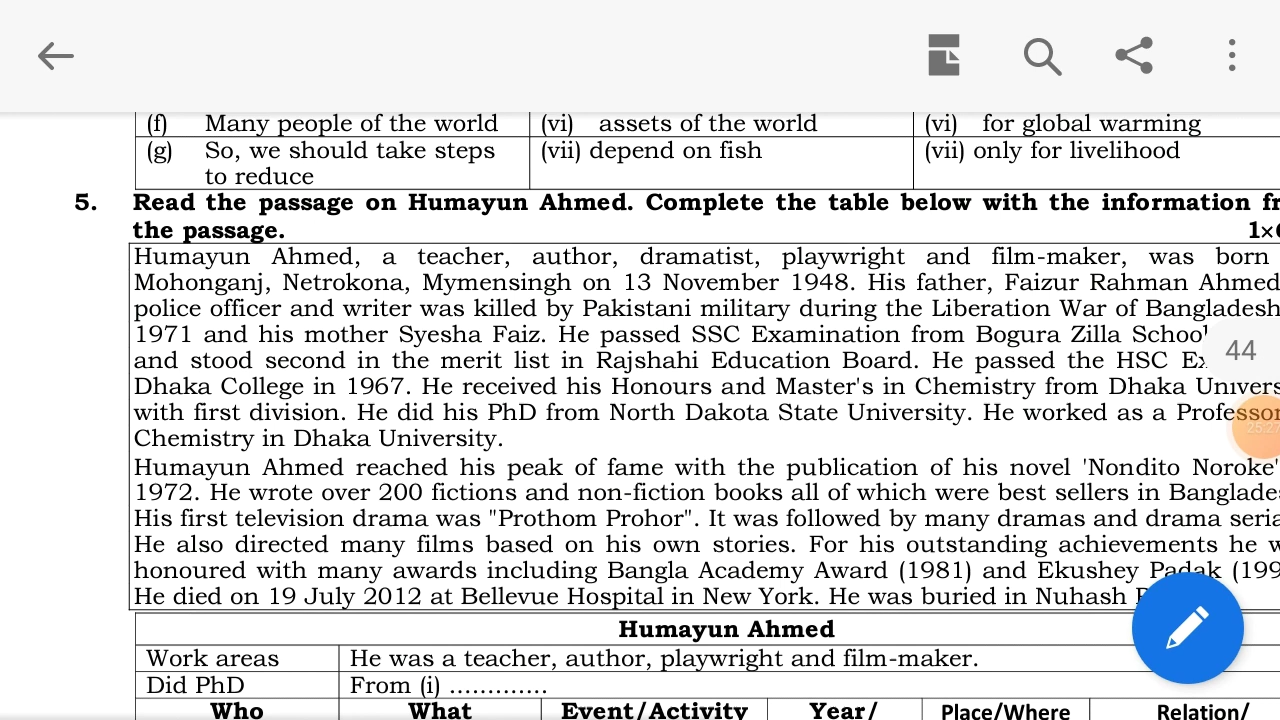 (f) Many people of the world (vi) assets of the world (vi) for global warming
(g) So, we should take steps (vii) depend on fish (vii) only for livelihood
to reduce
5. Read the passage on Humayun Ahmed. Complete the table below with the information
the passage. 1×
Humayun Ahmed, a teacher, author, dramatist, playwright and film-maker, was born
Mohonganj, Netrokona, Mymensingh on 13 November 1948. His father, Faizur Rahman Ahmed
police officer and writer was killed by Pakistani military during the Liberation War of Bangladesh
1971 and his mother Syesha Faiz. He passed SSC Examination from Bogura Zilla School
44
and stood second in the merit list in Rajshahi Education Board. He passed the HSC
Dhaka College in 1967. He received his Honours and Master's in Chemistry from Dhaka
with first division. He did his PhD from North Dakota State University. He worked as a Professor
25:27
Chemistry in Dhaka University.
Humayun Ahmed reached his peak of fame with the publication of his novel 'Nondito Noroke'
1972. He wrote over 200 fictions and non-fiction books all of which were best sellers in
His first television drama was "Prothom Prohor". It was followed by many dramas and drama
He also directed many films based on his own stories. For his outstanding achievements he
honoured with many awards including Bangla Academy Award (1981) and Ekushey Padak (199
He died on 19 July 2012 at Bellevue Hospital in New York. He was buried in Nuhash
Humayun Ahmed
Work areas He was a teacher, author, playwright and film-maker.
Did PhD From (i) .............
Who What Event/Activity Year/ Place/Where Relation/